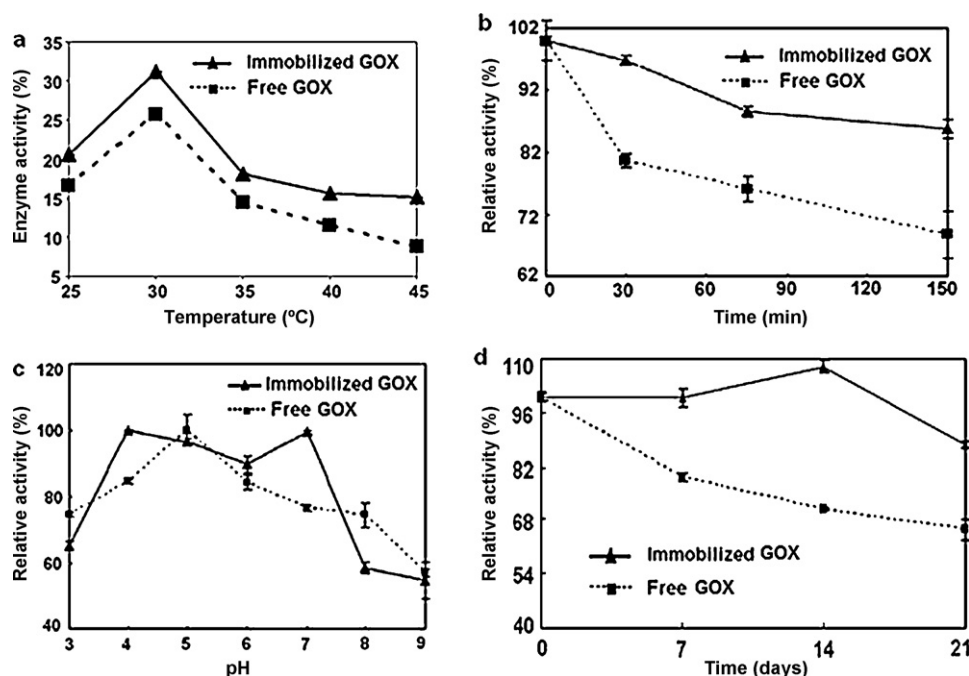 a
Enzyme activity (%)
35
30
25
20
15
10
5
Immobilized GOX
Free GOX
25 30 35 40 45
Temperature (ºC)
b
Relative activity (%)
102
92
82
72
62
Immobilized GOX
Free GOX
0 30 60 90 120 150
Time (min)
c
Relative activity (%)
120
100
80
60
40
Immobilized GOX
Free GOX
3 4 5 6 7 8 9
pH
d
Relative activity (%)
110
96
82
68
54
40
Immobilized GOX
Free GOX
0 7 14 21
Time (days)